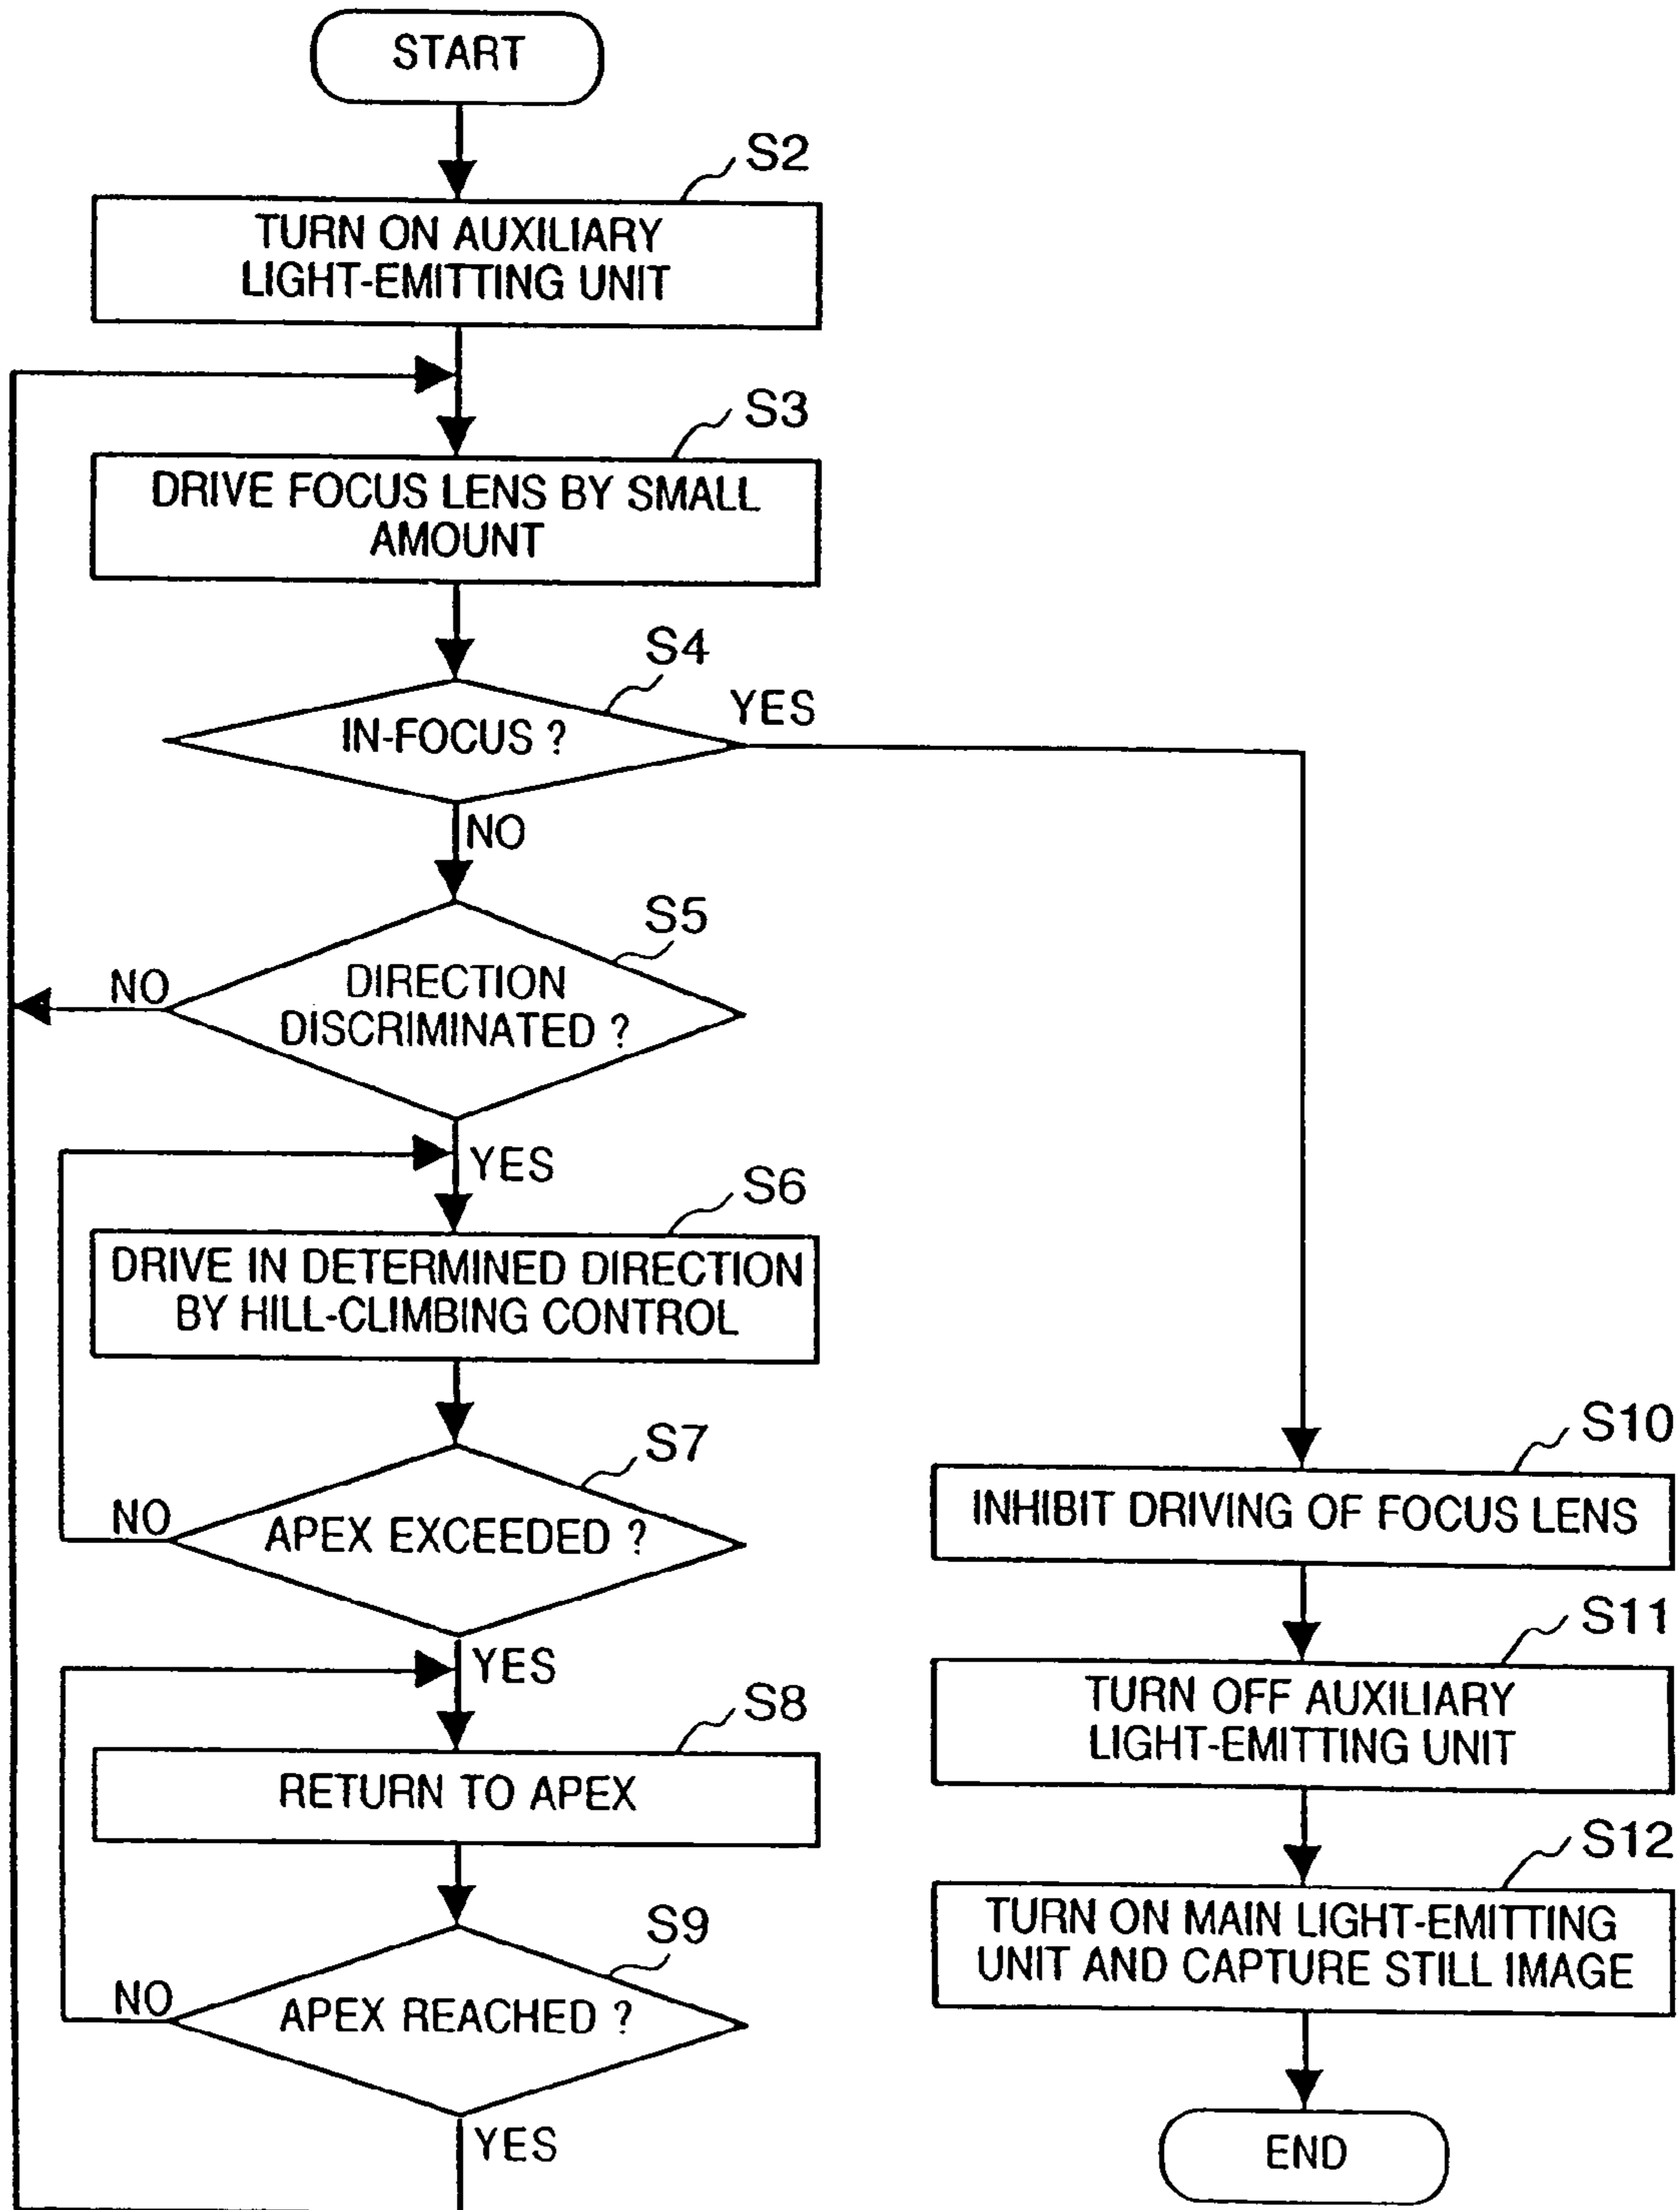 START
S2
TURN ON AUXILIARY
LIGHT-EMITTING UNIT
S3
DRIVE FOCUS LENS BY SMALL
AMOUNT
S4
IN-FOCUS ?
YES
NO
S5
DIRECTION
DISCRIMINATED ?
NO
YES
S6
DRIVE IN DETERMINED DIRECTION
BY HILL-CLIMBING CONTROL
S7
APEX EXCEEDED ?
NO
YES
S8
RETURN TO APEX
S9
APEX REACHED ?
NO
YES
S10
INHIBIT DRIVING OF FOCUS LENS
S11
TURN OFF AUXILIARY
LIGHT-EMITTING UNIT
S12
TURN ON MAIN LIGHT-EMITTING
UNIT AND CAPTURE STILL IMAGE
END